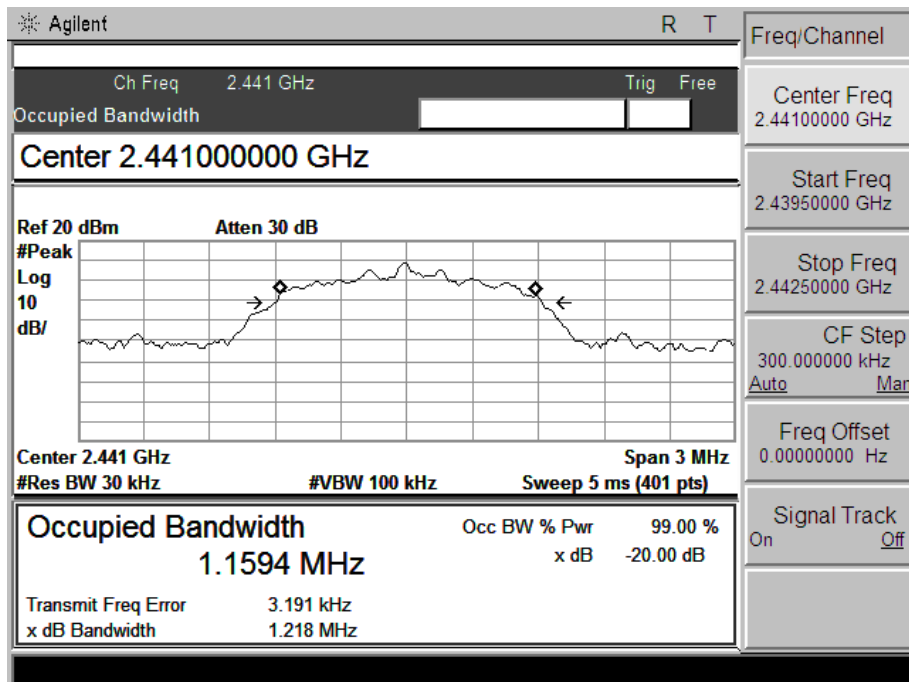 Agilent R T
Freq/Channel
Ch Freq 2.441 GHz Trig Free
Occupied Bandwidth
Center 2.441000000 GHz
Ref 20 dBm Atten 30 dB
#Peak
Log
10
dB/
Center 2.441 GHz Span 3 MHz
#Res BW 30 kHz #VBW 100 kHz Sweep 5 ms (401 pts)
Occupied Bandwidth
1.1594 MHz
Occ BW % Pwr 99.00 %
x dB -20.00 dB
Transmit Freq Error 3.191 kHz
x dB Bandwidth 1.218 MHz
Center Freq
2.44100000 GHz
Start Freq
2.43950000 GHz
Stop Freq
2.44250000 GHz
CF Step
300.000000 kHz
Auto Man
Freq Offset
0.00000000 Hz
Signal Track
On Off